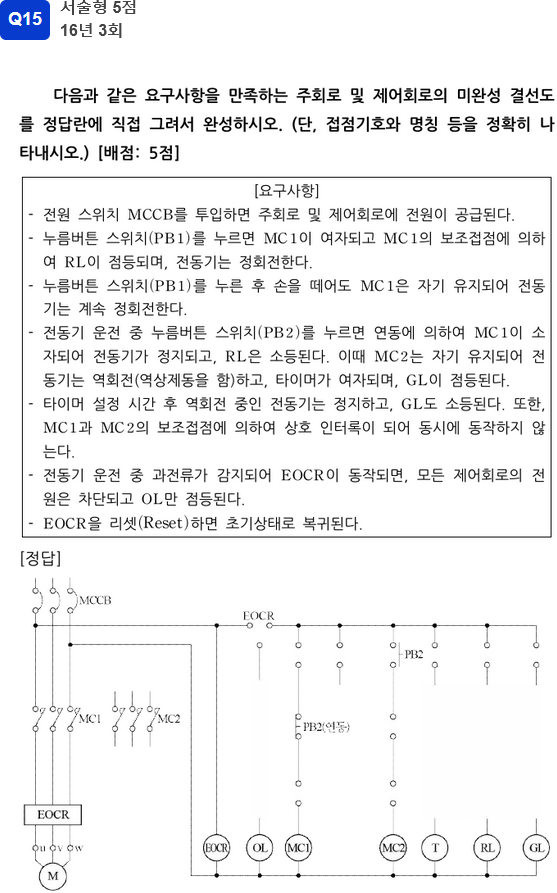 Q15
서술형 5점
16년 3회
다음과 같은 요구사항을 만족하는 주회로 및 제어회로의 미완성 결선도
를 정답란에 직접 그려서 완성하시오. (단, 접점기호와 명칭 등을 정확히 나
타내시오.) [배점: 5점]
[요구사항]
- 전원 스위치 MCCB를 투입하면 주회로 및 제어회로에 전원이 공급된다.
- 누름버튼 스위치(PB1)를 누르면 MC1이 여자되고 MC1의 보조접점에 의하
여 RL이 점등되며, 전동기는 정회전한다.
- 누름버튼 스위치(PB1)를 누른 후 손을 떼어도 MC1은 자기 유지되어 전동
기는 계속 정회전한다.
- 전동기 운전 중 누름버튼 스위치(PB2)를 누르면 연동에 의하여 MC1이 소
자되어 전동기가 정지되고, RL은 소등된다. 이때 MC2는 자기 유지되어 전
동기는 역회전(역상제동을 함)하고, 타이머가 여자되며, GL이 점등된다.
- 타이머 설정 시간 후 역회전 중인 전동기는 정지하고, GL도 소등된다. 또한,
MC1과 MC2의 보조접점에 의하여 상호 인터록이 되어 동시에 동작하지 않
는다.
- 전동기 운전 중 과전류가 감지되어 EOCR이 동작되면, 모든 제어회로의 전
원은 차단되고 OL만 점등된다.
- EOCR을 리셋(Reset)하면 초기상태로 복귀된다.
[정답]
MCCB
EOCR
PB2
MC1
MC2
PB2(연동)
EOCR
U V W
M
EOCR OL MC1 MC2 T RL GL